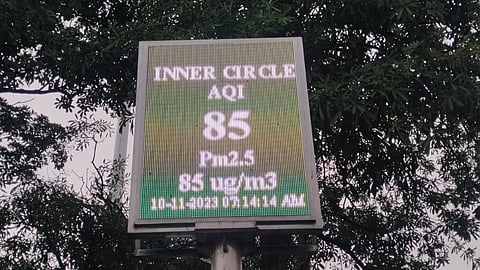 INNER CIRCLE
AQI
85
Pm2.5
85 ug/m3
10-11-2023 07:14:14 AM